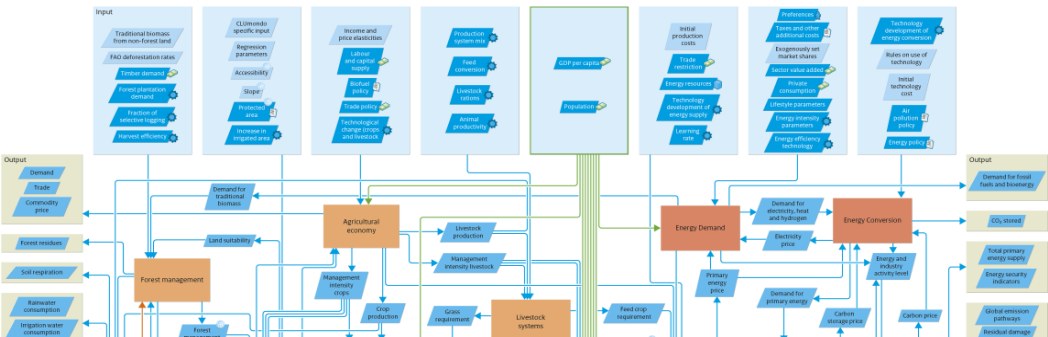 Input
Traditional biomass
from non-forest land
FAO deforestation rates
Timber demand
Forest plantation
demand
Fraction of
selective logging
Harvest efficiency
CLUmondo
specific input
Regression
parameters
Accessibility
Slope
Protected
area
Increase in
irrigated area
Income and
price elasticities
Labour
and capital
supply
Biofuel
policy
Trade policy
Technological
change (crops
and livestock
Production
system mix
Feed
conversion
Livestock
rations
Animal
productivity
GDP per capita
Population
Initial
production
costs
Trade
restriction
Energy resources
Technology
development of
energy supply
Learning
rate
Preferences
Taxes and other
additional costs
Exogenously set
market shares
Sector value added
Private
consumption
Lifestyle parameters
Energy intensity
parameters
Energy efficiency
technology
Technology
development of
energy conversion
Rules on use of
technology
Initial
technology
cost
Air
pollution
policy
Energy policy
Output
Demand
Trade
Commodity
price
Forest residues
Soil respiration
Rainwater
consumption
Irrigation water
consumption
Demand for
traditional
biomass
Land suitability
Forest management
Forest
Agricultural
economy
Management
intensity
crops
Crop
production
Livestock
production
Management
intensity livestock
Grass
requirement
Livestock
systems
Feed crop
requirement
Energy Demand
Demand for
electricity, heat
and hydrogen
Electricity
price
Energy Conversion
Primary
energy
price
Energy and
industry
activity level
Demand for
primary energy
Carbon
storage price
Carbon price
Output
Demand for fossil
fuels and bioenergy
CO₂ stored
Total primary
energy supply
Energy security
indicators
Global emission
pathways
Residual damage